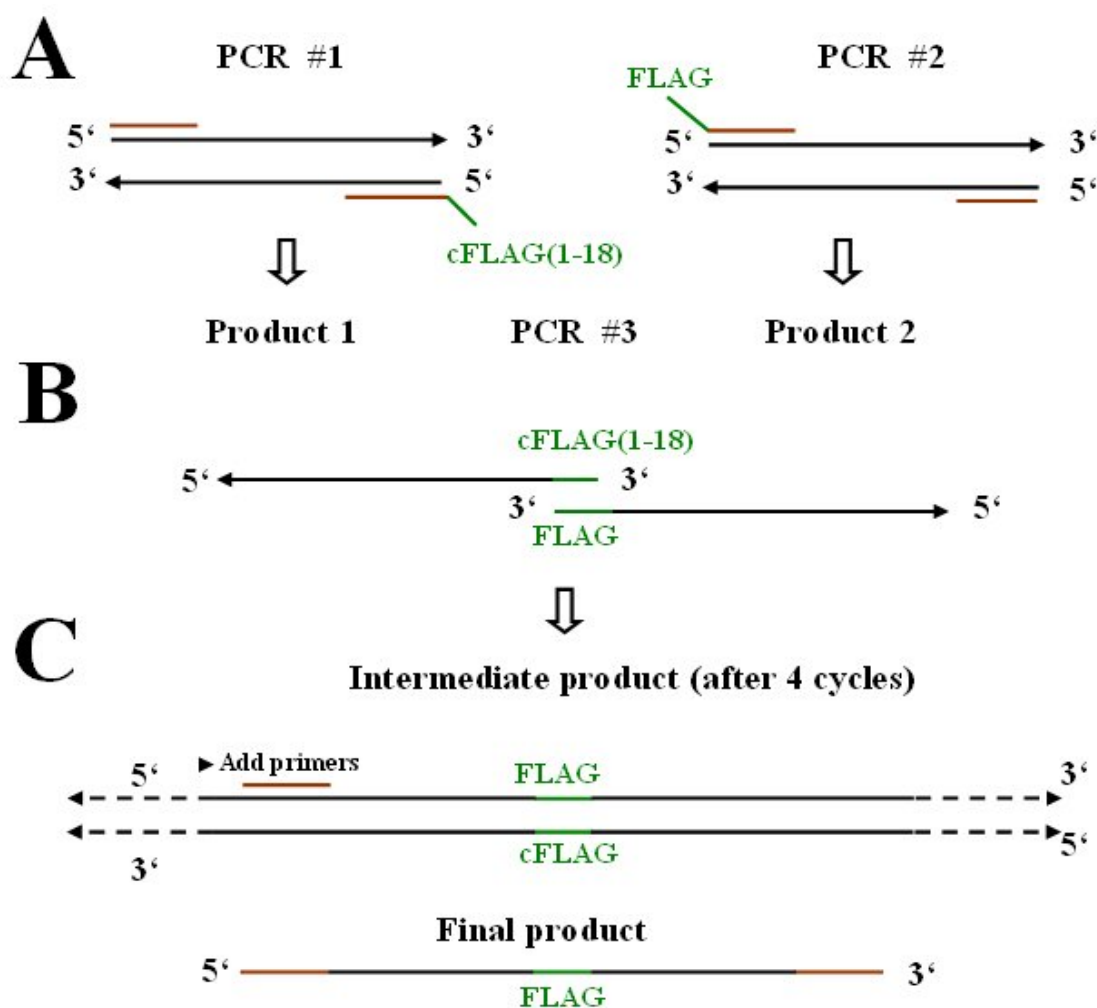 A
PCR #1
PCR #2
FLAG
5‘ 3‘ 5‘ 3‘
3‘ 5‘ 3‘ 5‘
cFLAG(1-18)
Product 1 PCR #3 Product 2
B
cFLAG(1-18)
5‘ 3‘
3‘ 5‘
FLAG
C
Intermediate product (after 4 cycles)
5‘ Add primers FLAG 3‘
3‘ cFLAG 5‘
Final product
5‘ 3‘
FLAG